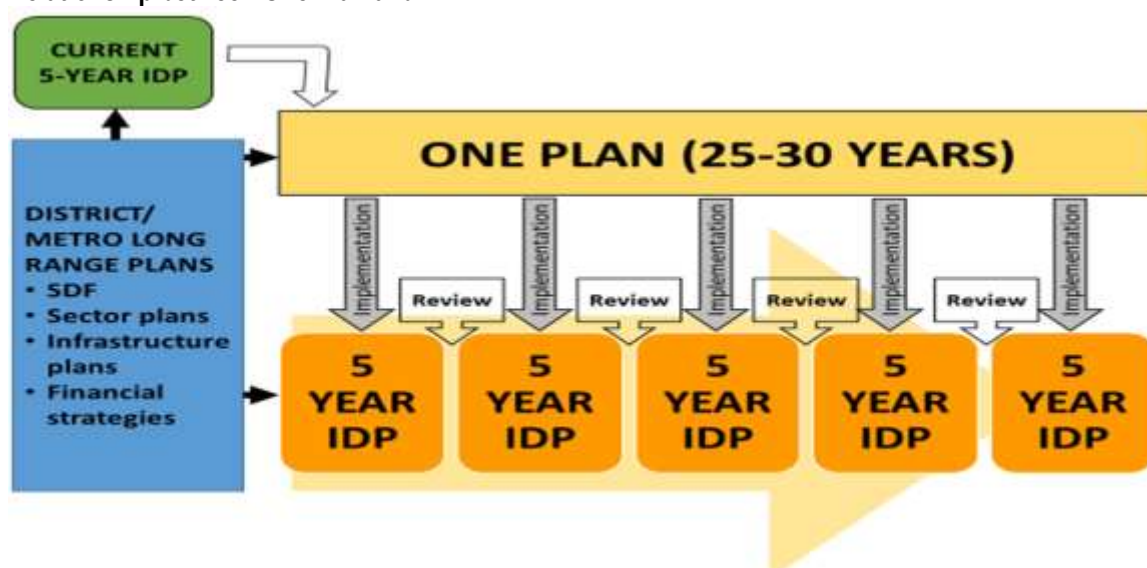 CURRENT
5-YEAR IDP
ONE PLAN (25-30 YEARS)
DISTRICT/
METRO LONG
RANGE PLANS
• SDF
• Sector plans
• Infrastructure
plans
• Financial
strategies
Implementation
Implementation
Implementation
Implementation
Implementation
Review
Review
Review
Review
5
YEAR
IDP
5
YEAR
IDP
5
YEAR
IDP
5
YEAR
IDP
5
YEAR
IDP